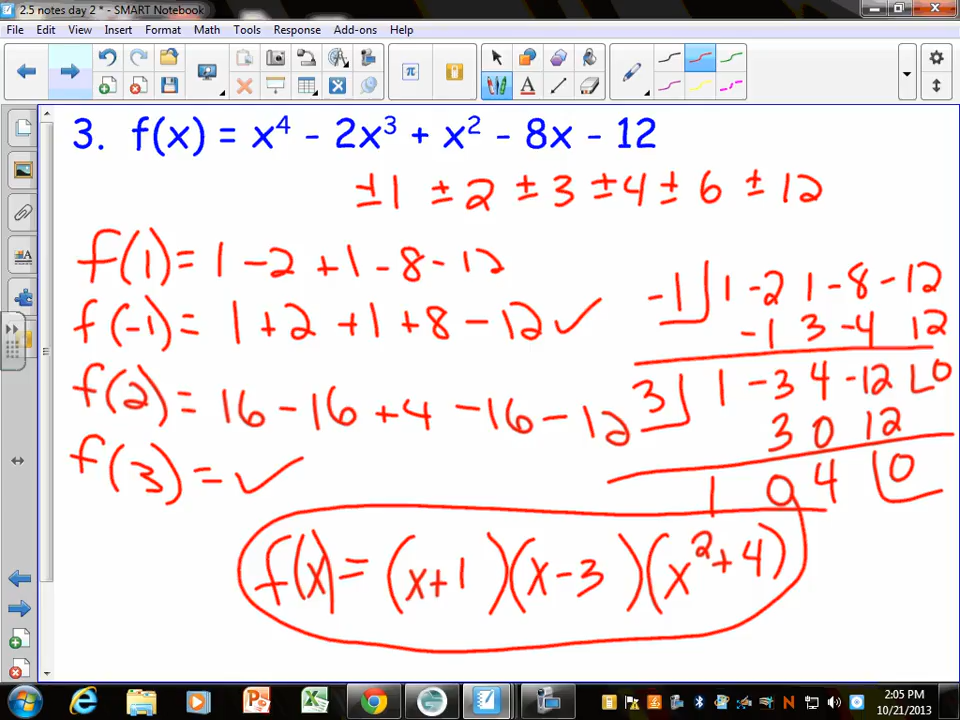 2.5 notes day 2 * - SMART Notebook
File Edit View Insert Format Math Tools Response Add-ons Help
3. f(x) = x⁴ - 2x³ + x² - 8x - 12
±1 ±2 ±3 ±4 ±6 ±12
f(1) = 1 - 2 + 1 - 8 - 12
f(-1) = 1 + 2 + 1 + 8 - 12 ✓
f(2) = 16 - 16 + 4 - 16 - 12
f(3) = ✓
-1 | 1 -2 1 -8 -12
-1 3 -4 12
3 | 1 -3 4 -12 |0
3 0 12
1 0 4 |0
f(x) = (x+1)(x-3)(x²+4)
2:05 PM
10/21/2013